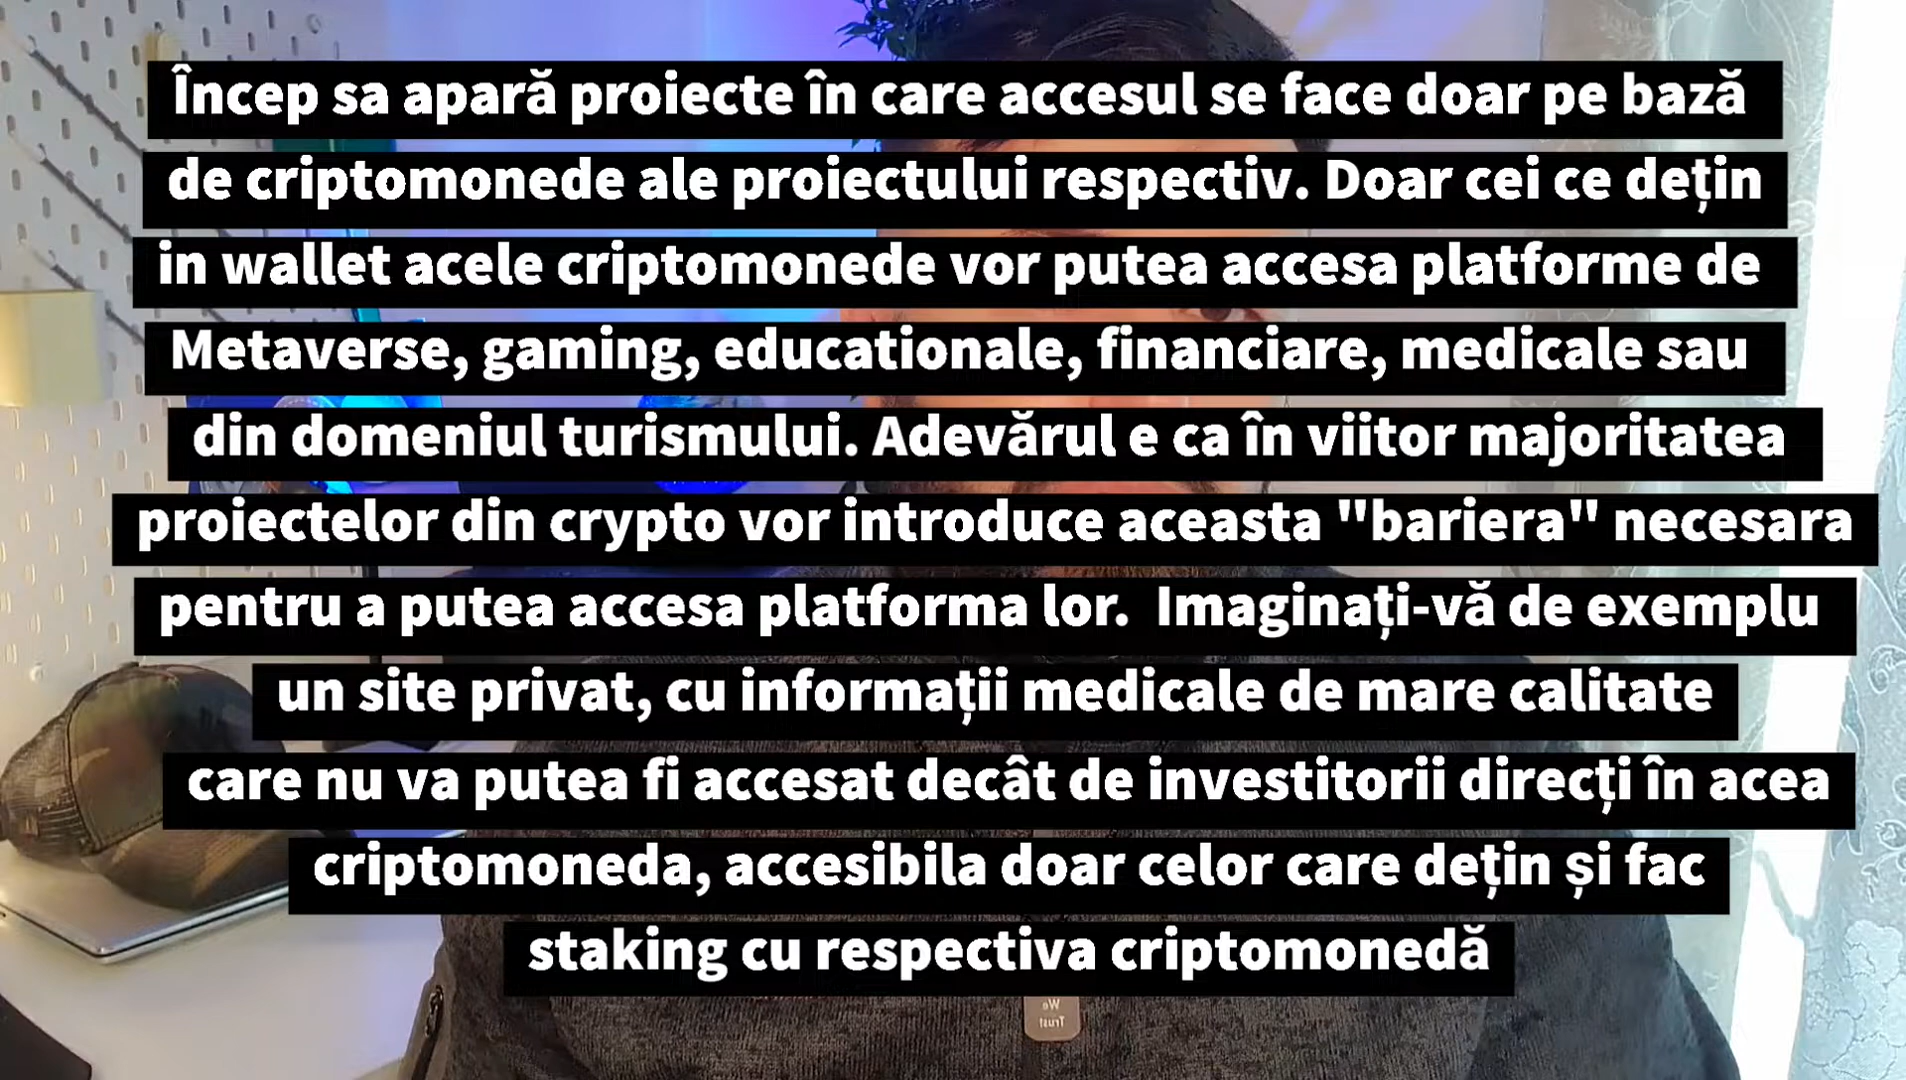 Încep sa apară proiecte în care accesul se face doar pe bază
de criptomonede ale proiectului respectiv. Doar cei ce dețin
in wallet acele criptomonede vor putea accesa platforme de
Metaverse, gaming, educationale, financiare, medicale sau
din domeniul turismului. Adevărul e ca în viitor majoritatea
proiectelor din crypto vor introduce aceasta "bariera" necesara
pentru a putea accesa platforma lor.  Imaginați-vă de exemplu
un site privat, cu informații medicale de mare calitate
care nu va putea fi accesat decât de investitorii direcți în acea
criptomoneda, accesibila doar celor care dețin și fac
staking cu respectiva criptomonedă
We
Trust